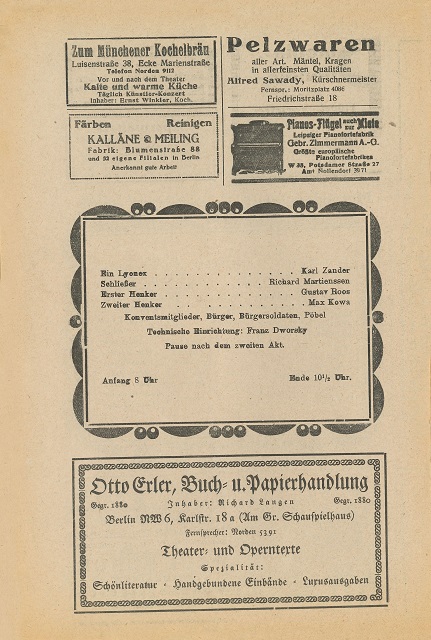 Zum Münchener Kochelbräu
Luisenstraße 38, Ecke Marienstraße
Telefon Norden 9112
Vor und nach dem Theater
Kalte und warme Küche
Täglich Künstler-Konzert
Inhaber: Ernst Winkler, Koch.
Pelzwaren
aller Art. Mäntel, Kragen
in allerfeinsten Qualitäten
Alfred Sawady, Kürschnermeister
Fernspr.: Moritzplatz 4086
Friedrichstraße 18
Färben Reinigen
KALLÄNE & MEILING
Fabrik: Blumenstraße 88
und 23 eigene Filialen in Berlin
Anerkannt gute Arbeit
Pianos-Flügel auch zur Miete
Leipziger Pianofortefabrik
Gebr. Zimmermann A.-G.
Größte europäische
Pianofortefabriken
W 35, Potsdamer Straße 27
Amt Nollendorf 3071
Ein Lyonex . . . . . . . . . . . . . . . . Karl Zander
Schließer . . . . . . . . . . . . Richard Martienssen
Erster Henker . . . . . . . . . . . . . . Gustav Roos
Zweiter Henker . . . . . . . . . . . . . . Max Kowa
Konventsmitglieder, Bürger, Bürgersoldaten, Pöbel
Technische Einrichtung: Franz Dworsky
Pause nach dem zweiten Akt.
Anfang 8 Uhr Ende 10½ Uhr.
Otto Erler, Buch- u. Papierhandlung
Gegr. 1880 Inhaber: Richard Langen Gegr. 1880
Berlin NW 6, Karlstr. 18a (Am Gr. Schauspielhaus)
Fernsprecher: Norden 5391
Theater- und Operntexte
Spezialität:
Schönliteratur - Handgebundene Einbände - Luxusausgaben